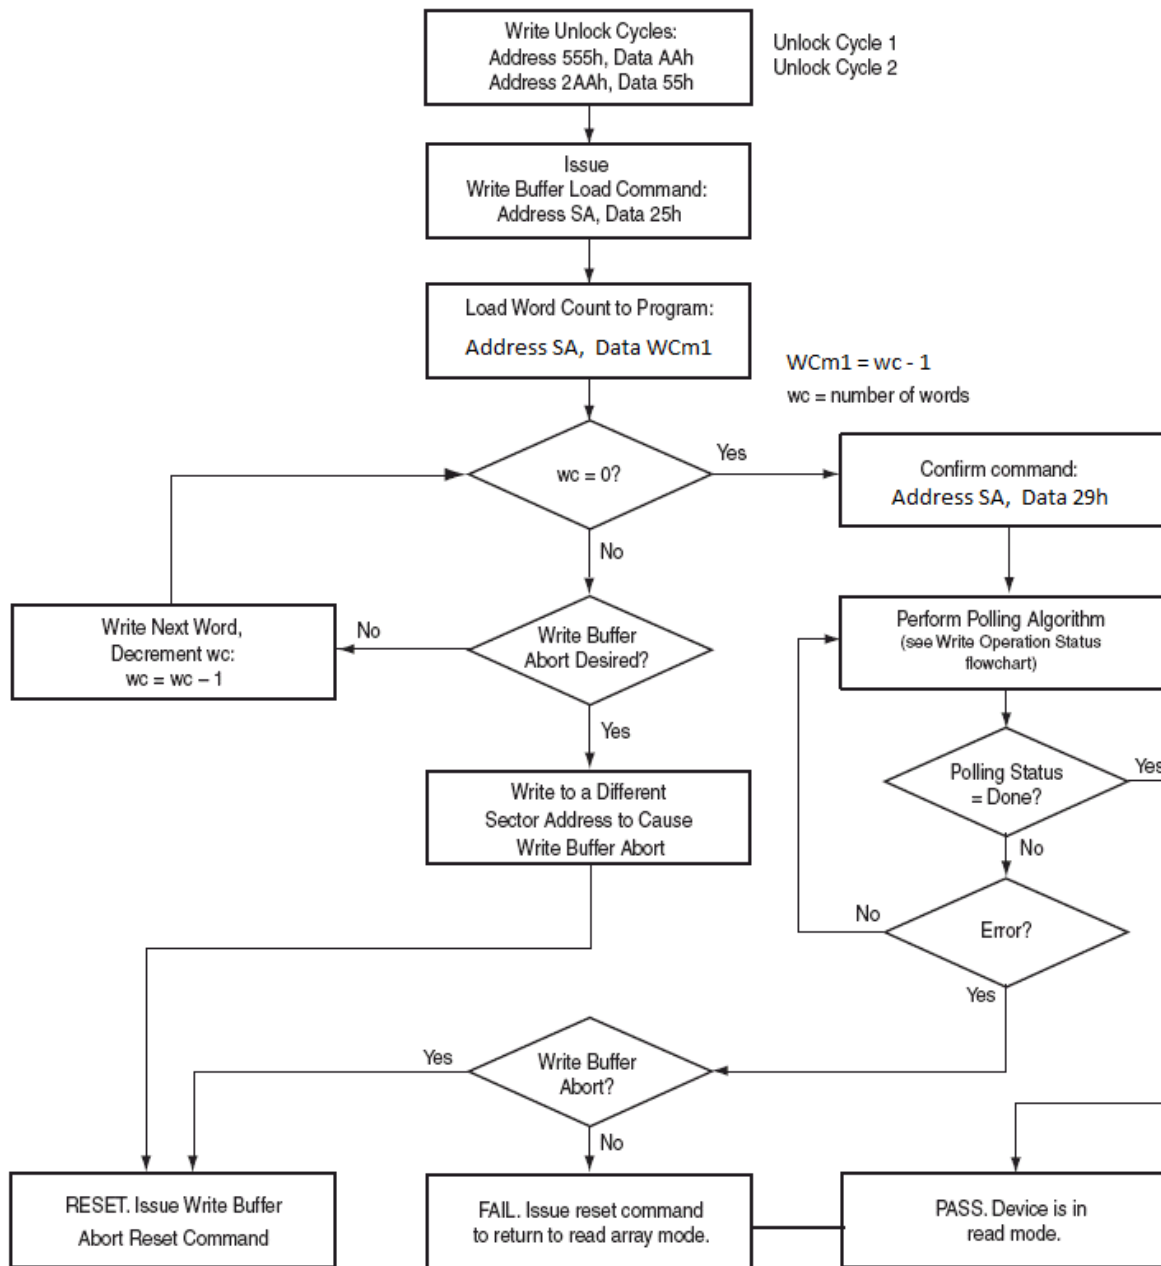 Write Unlock Cycles:
Address 555h, Data AAh
Address 2AAh, Data 55h
Unlock Cycle 1
Unlock Cycle 2
Issue
Write Buffer Load Command:
Address SA, Data 25h
Load Word Count to Program:
Address SA, Data WCm1
WCm1 = wc - 1
wc = number of words
wc = 0?
Yes
Confirm command:
Address SA, Data 29h
No
Write Next Word,
Decrement wc:
wc = wc – 1
No
Write Buffer
Abort Desired?
Perform Polling Algorithm
(see Write Operation Status
flowchart)
Yes
Polling Status
= Done?
Yes
Write to a Different
Sector Address to Cause
Write Buffer Abort
No
No
Error?
Yes
Yes
Write Buffer
Abort?
No
RESET. Issue Write Buffer
Abort Reset Command
FAIL. Issue reset command
to return to read array mode.
PASS. Device is in
read mode.